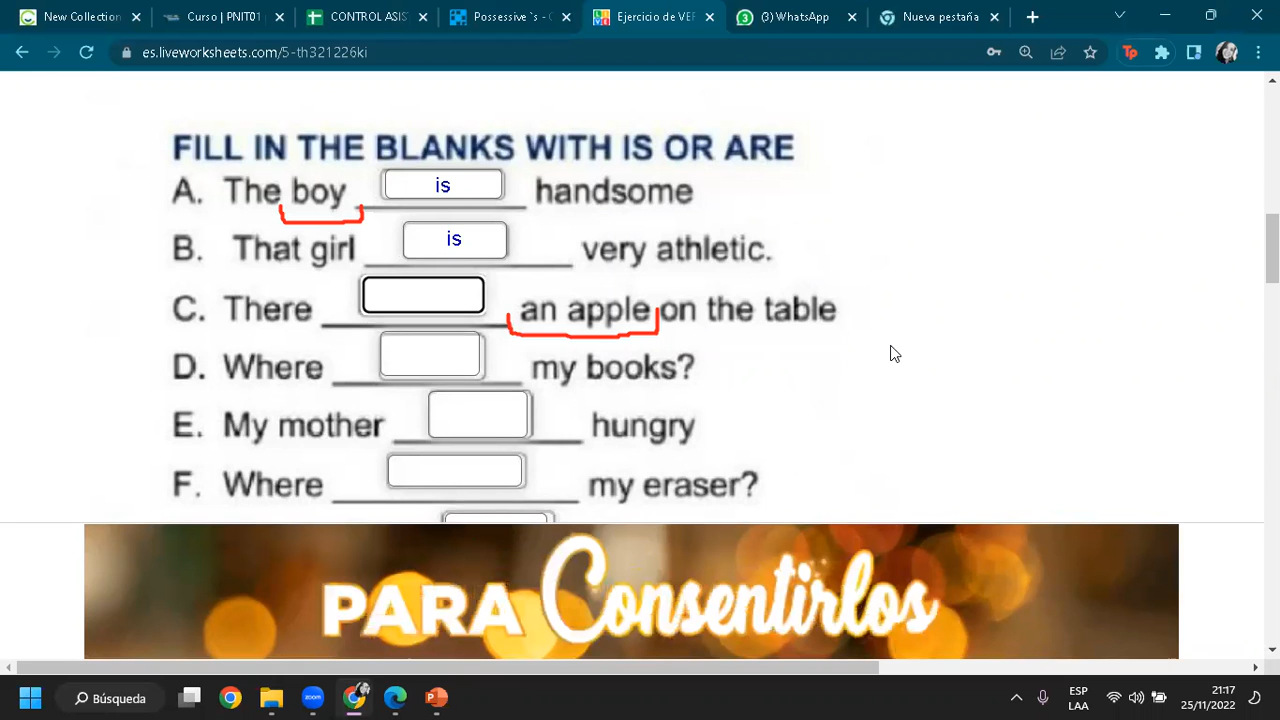 New Collection
Curso | PNIT01
CONTROL ASIS
Possessive `s - G
Ejercicio de VER
(3) WhatsApp
Nueva pestaña
es.liveworksheets.com/5-th321226ki
FILL IN THE BLANKS WITH IS OR ARE
A. The boy is handsome
B. That girl is very athletic.
C. There an apple on the table
D. Where my books?
E. My mother hungry
F. Where my eraser?
PARA Consentirlos
Búsqueda
ESP
LAA
21:17
25/11/2022